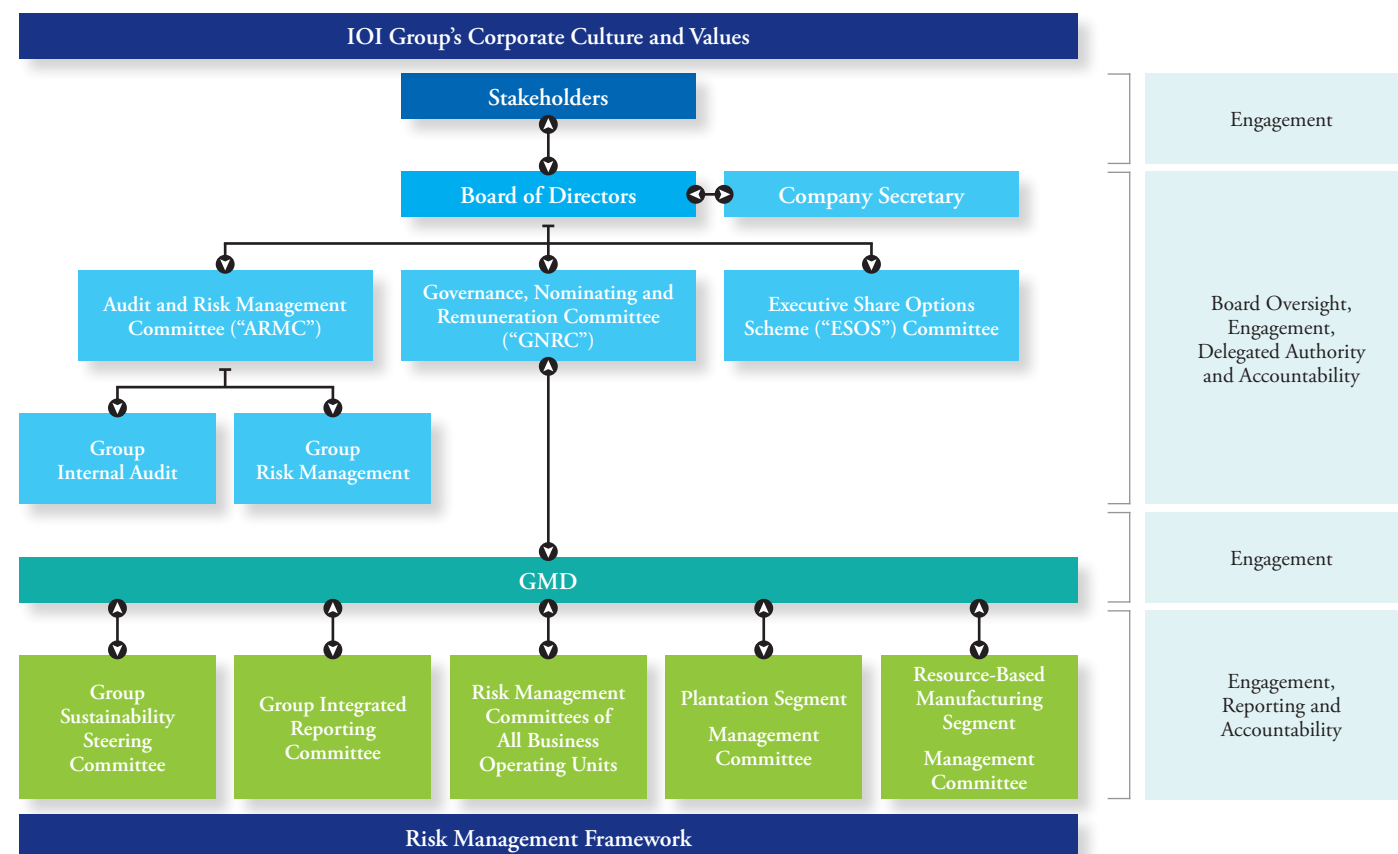 IOI Group's Corporate Culture and Values
Stakeholders
Engagement
Board of Directors
Company Secretary
Audit and Risk Management
Committee ("ARMC")
Governance, Nominating and
Remuneration Committee
("GNRC")
Executive Share Options
Scheme ("ESOS") Committee
Board Oversight,
Engagement,
Delegated Authority
and Accountability
Group
Internal Audit
Group
Risk Management
GMD
Engagement
Group
Sustainability
Steering
Committee
Group Integrated
Reporting
Committee
Risk Management
Committees of
All Business
Operating Units
Plantation Segment
Management
Committee
Resource-Based
Manufacturing
Segment
Management
Committee
Engagement,
Reporting and
Accountability
Risk Management Framework